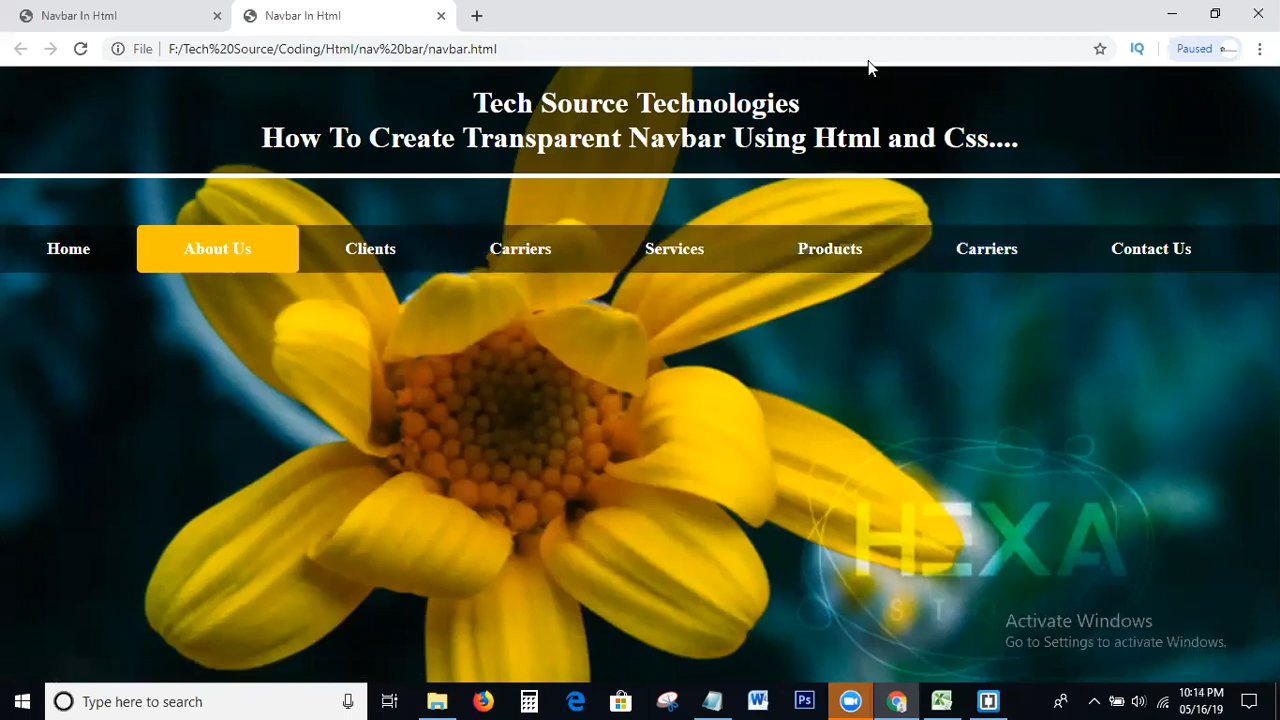 Navbar In Html
Navbar In Html
File
F:/Tech%20Source/Coding/Html/nav%20bar/navbar.html
IQ
Paused
Tech Source Technologies
How To Create Transparent Navbar Using Html and Css....
Home
About Us
Clients
Carriers
Services
Products
Carriers
Contact Us
HEXA
Activate Windows
Go to Settings to activate Windows.
Type here to search
Ps
10:14 PM
05/16/19